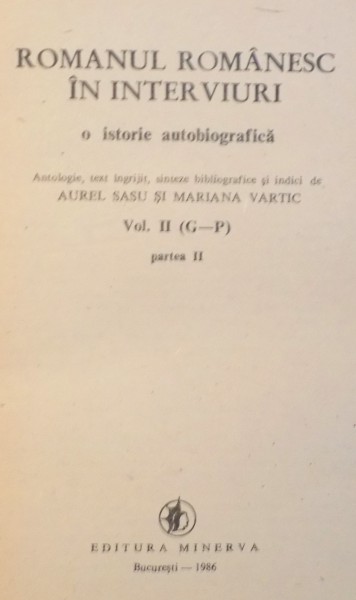 ROMANUL ROMÂNESC
ÎN INTERVIURI
o istorie autobiografică
Antologie, text îngrijit, sinteze bibliografice și indici de
AUREL SASU ȘI MARIANA VARTIC
Vol. II (G—P)
partea II
EDITURA MINERVA
București — 1986